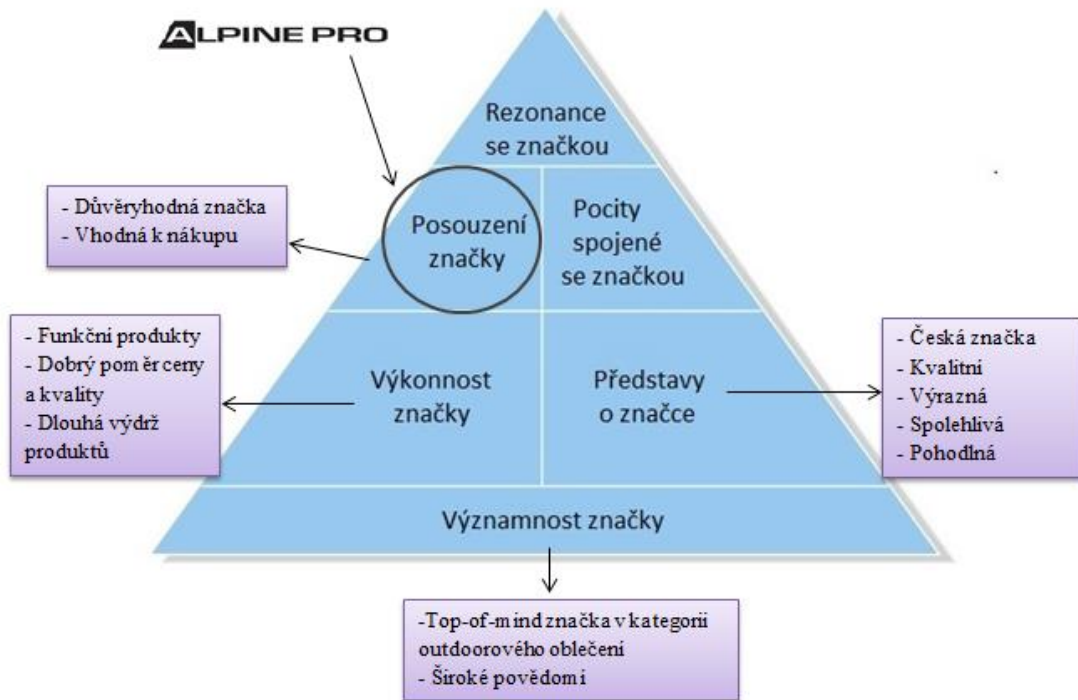 ALPINE PRO
Rezonance
se značkou
- Důvěryhodná značka
- Vhodná k nákupu
Posouzení
značky
Pocity
spojené
se značkou
- Funkční produkty
- Dobrý poměr ceny
a kvality
- Dlouhá výdrž
produktů
Výkonnost
značky
Představy
o značce
- Česká značka
- Kvalitní
- Výrazná
- Spolehlivá
- Pohodlná
Významnost značky
-Top-of-mind značka v kategorii
outdoorového oblečení
- Široké povědomí